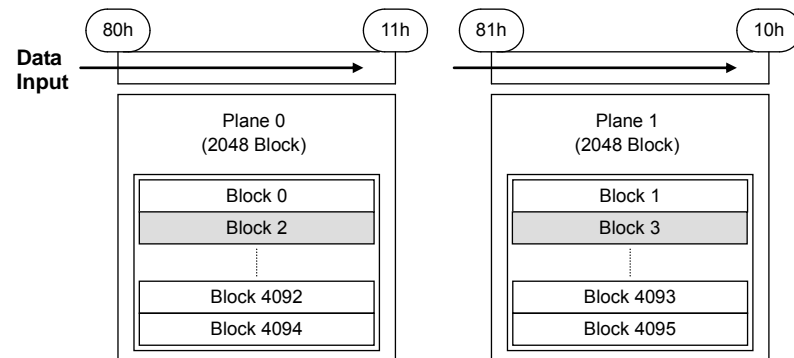 80h
11h
81h
10h
Data
Input
Plane 0
(2048 Block)
Block 0
Block 2
Block 4092
Block 4094
Plane 1
(2048 Block)
Block 1
Block 3
Block 4093
Block 4095